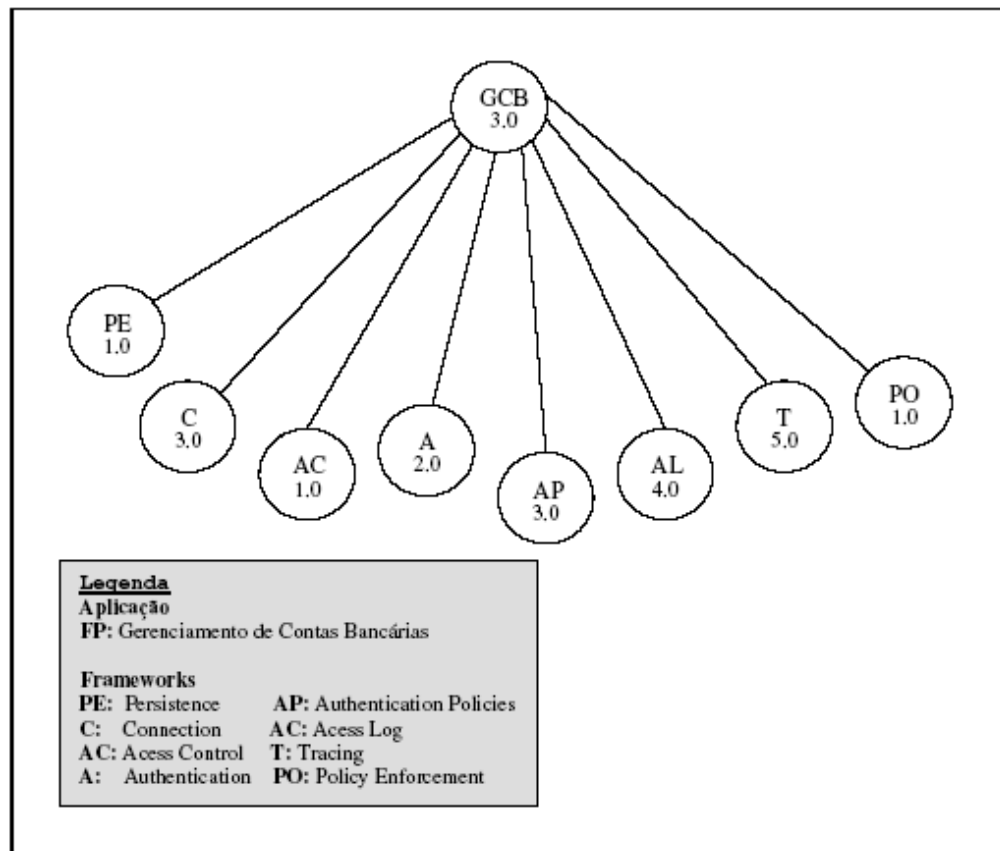 GCB
3.0
PE
1.0
C
3.0
AC
1.0
A
2.0
AP
3.0
AL
4.0
T
5.0
PO
1.0
Legenda
Aplicação
FP: Gerenciamento de Contas Bancárias
Frameworks
PE: Persistence AP: Authentication Policies
C: Connection AC: Acess Log
AC: Acess Control T: Tracing
A: Authentication PO: Policy Enforcement